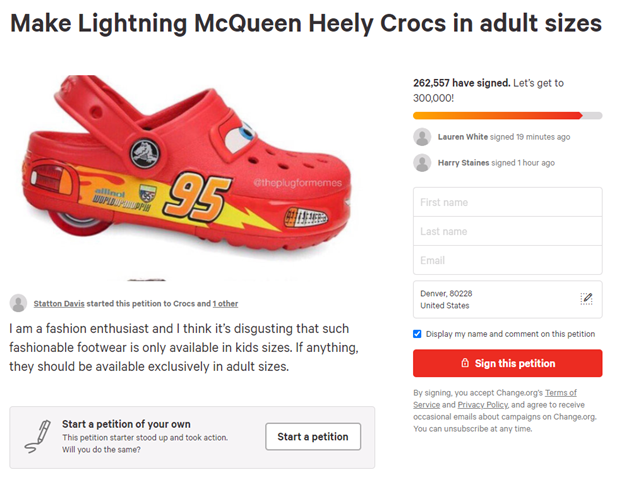 Make Lightning McQueen Heely Crocs in adult sizes
95
@theplugformemes
Statton Davis started this petition to Crocs and 1 other
I am a fashion enthusiast and I think it's disgusting that such
fashionable footwear is only available in kids sizes. If anything,
they should be available exclusively in adult sizes.
Start a petition of your own
This petition starter stood up and took action.
Will you do the same?
Start a petition
262,557 have signed. Let's get to
300,000!
Lauren White signed 19 minutes ago
Harry Staines signed 1 hour ago
First name
Last name
Email
Denver, 80228
United States
Display my name and comment on this petition
Sign this petition
By signing, you accept Change.org's Terms of
Service and Privacy Policy, and agree to receive
occasional emails about campaigns on Change.org.
You can unsubscribe at any time.